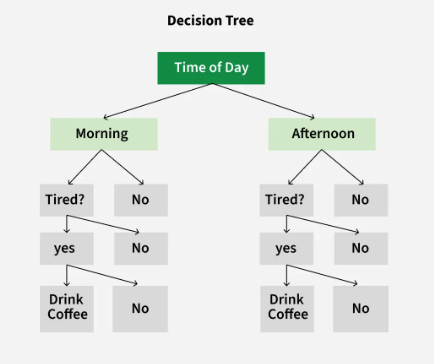 Decision Tree
Time of Day
Morning
Afternoon
Tired?
No
Tired?
No
yes
No
yes
No
Drink
Coffee
No
Drink
Coffee
No